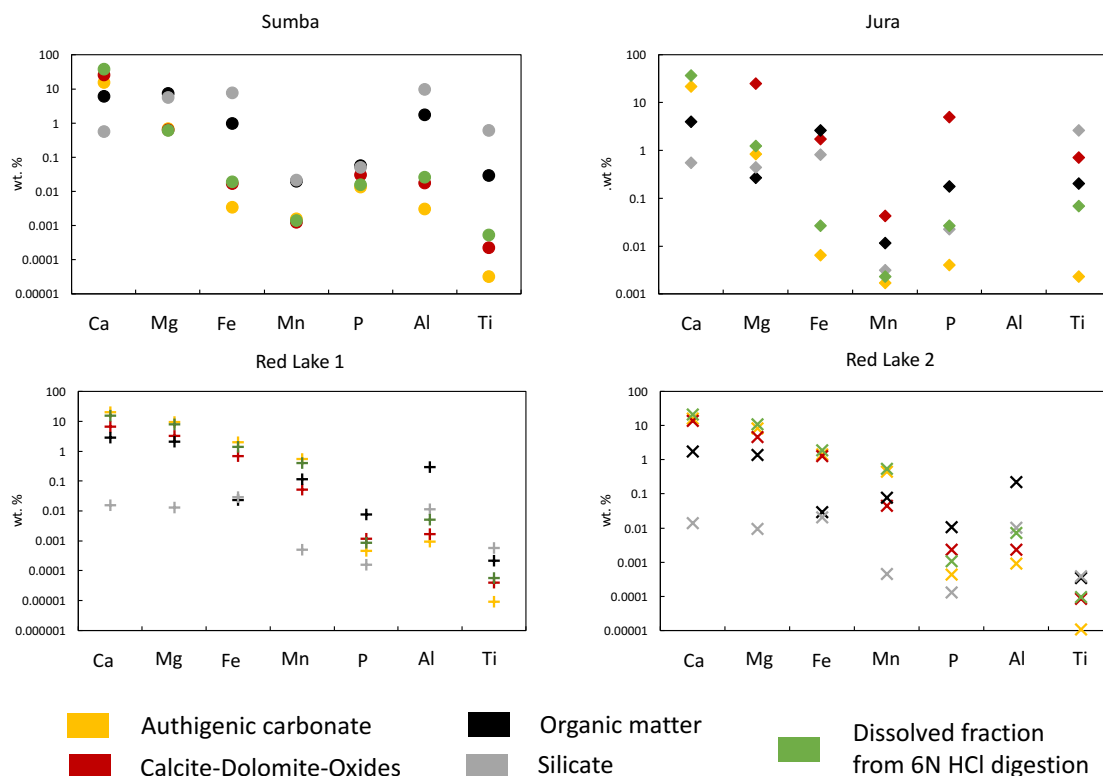 Sumba
100
10
1
0.1
0.01
0.001
0.0001
0.00001
wt. %
Ca Mg Fe Mn P Al Ti
Jura
100
10
1
0.1
0.01
0.001
.wt %
Ca Mg Fe Mn P Al Ti
Red Lake 1
100
10
1
0.1
0.01
0.001
0.0001
0.00001
0.000001
wt. %
Ca Mg Fe Mn P Al Ti
Red Lake 2
100
10
1
0.1
0.01
0.001
0.0001
0.00001
wt. %
Ca Mg Fe Mn P Al Ti
Authigenic carbonate
Calcite-Dolomite-Oxides
Organic matter
Silicate
Dissolved fraction
from 6N HCl digestion